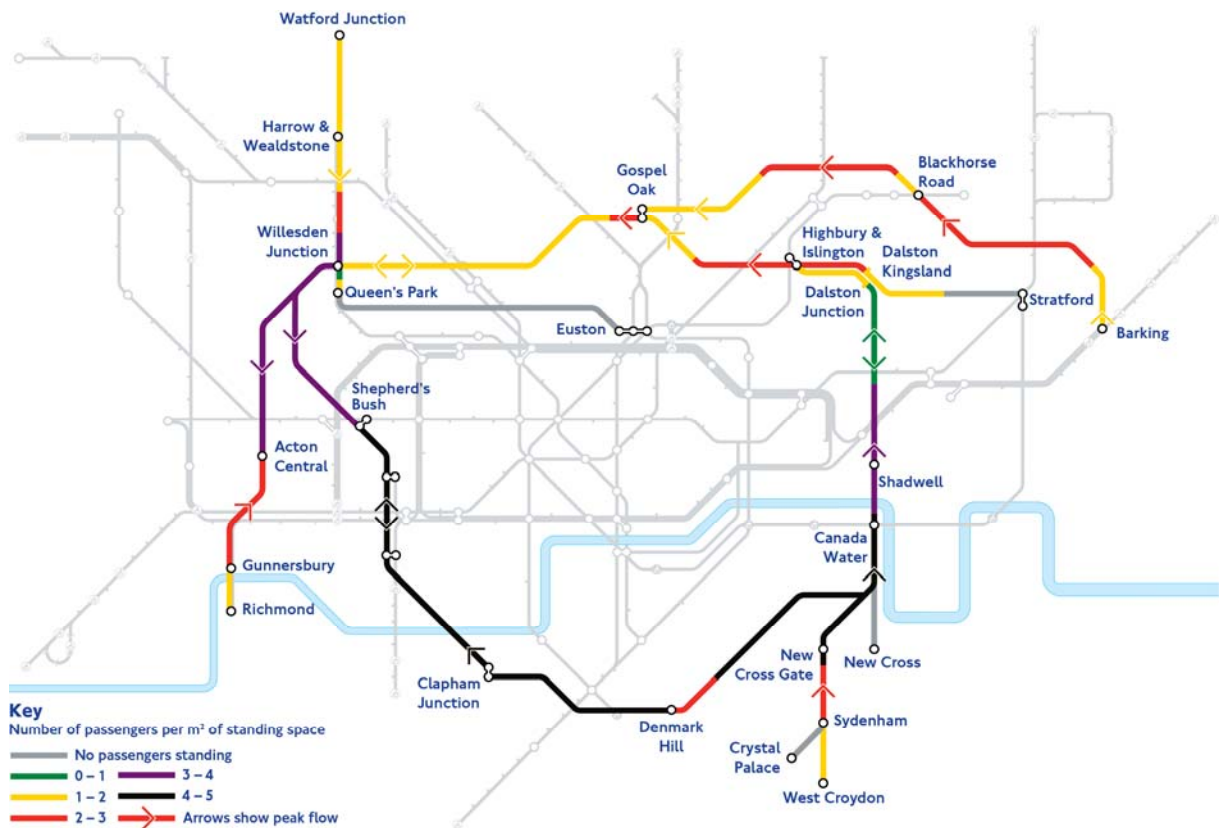 Watford Junction
Harrow &
Wealdstone
Gospel
Oak
Blackhorse
Road
Willesden
Junction
Highbury &
Islington
Dalston
Kingsland
Queen's Park
Dalston
Junction
Stratford
Euston
Barking
Shepherd's
Bush
Acton
Central
Shadwell
Canada
Water
Gunnersbury
Richmond
New
Cross Gate
New Cross
Clapham
Junction
Denmark
Hill
Sydenham
Crystal
Palace
West Croydon
Key
Number of passengers per m² of standing space
No passengers standing
0 – 1
3 – 4
1 – 2
4 – 5
2 – 3
Arrows show peak flow